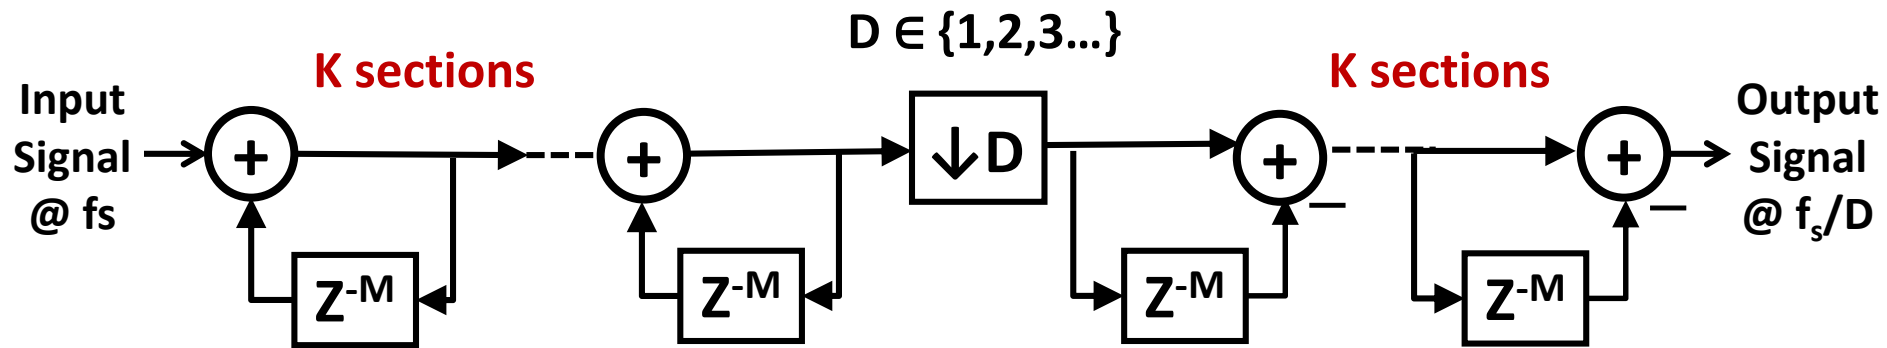 D ∈ {1,2,3...}
K sections
K sections
Input
Signal
@ fs
+
+
↓D
+
+
Output
Signal
@ fₛ/D
Z⁻ᴹ
Z⁻ᴹ
Z⁻ᴹ
Z⁻ᴹ